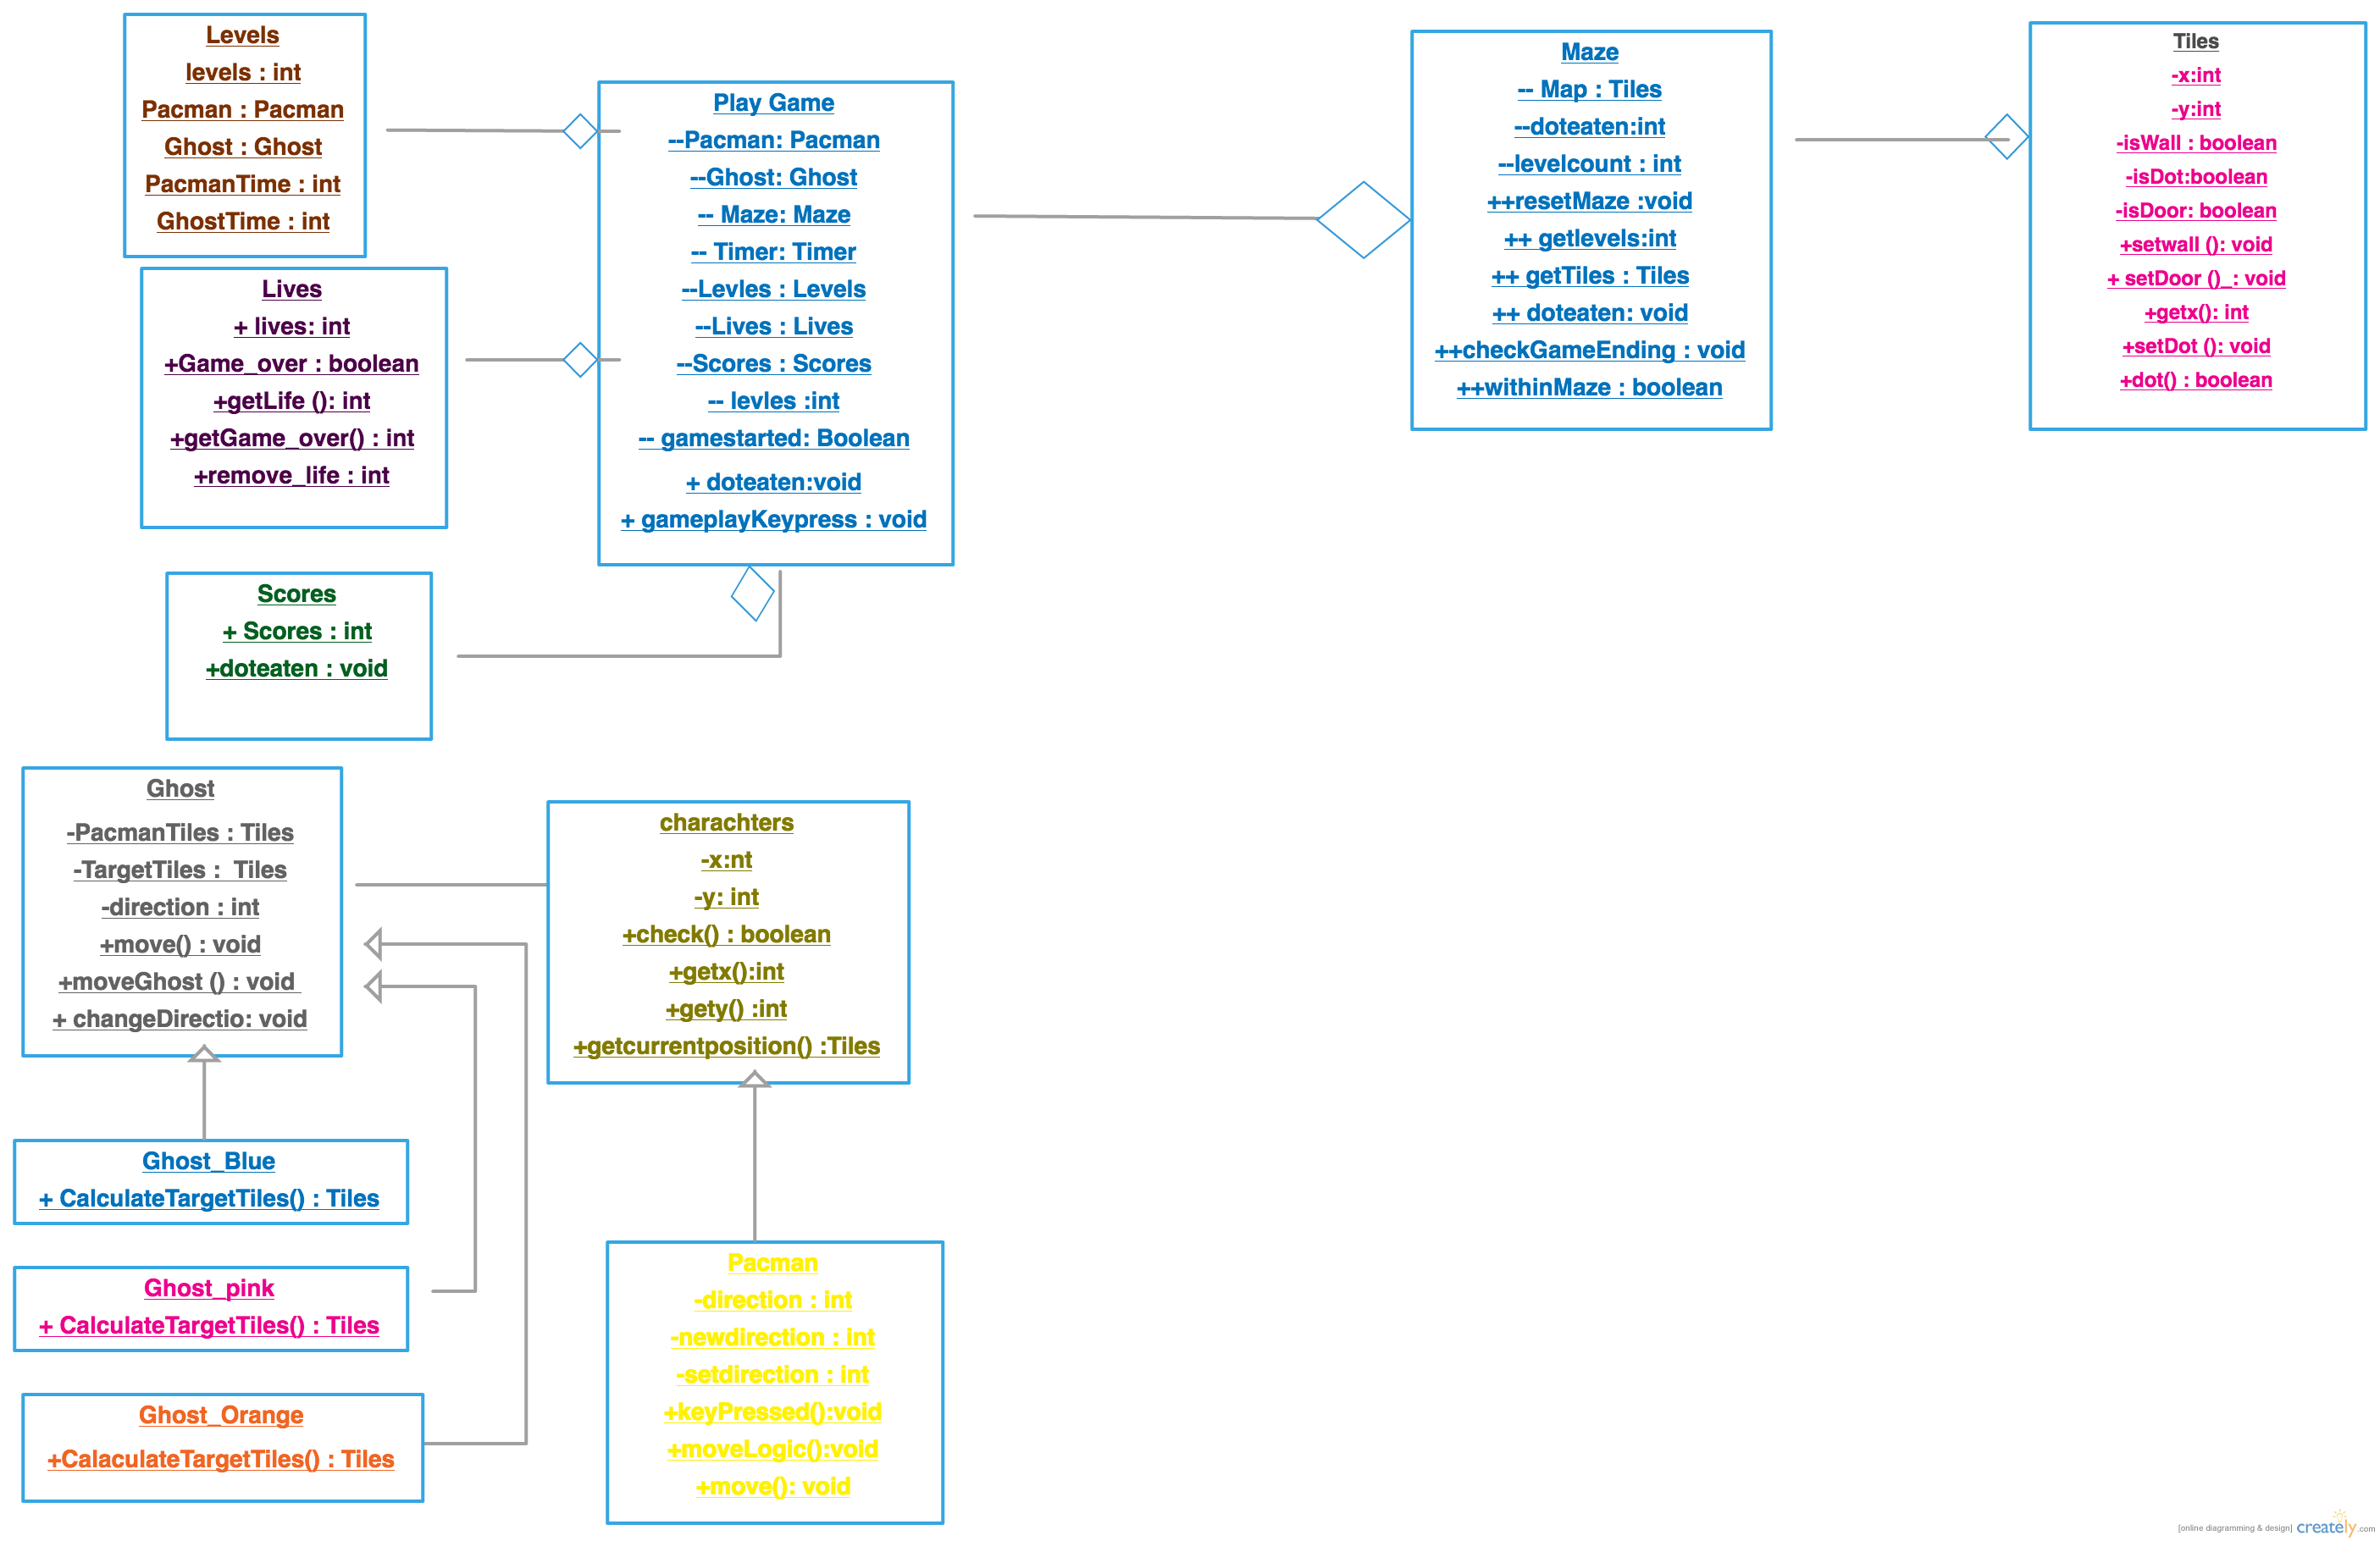 Levels
levels : int
Pacman : Pacman
Ghost : Ghost
PacmanTime : int
GhostTime : int
Lives
+ lives: int
+Game_over : boolean
+getLife (): int
+getGame_over() : int
+remove_life : int
Scores
+ Scores : int
+doteaten : void
Play Game
--Pacman: Pacman
--Ghost: Ghost
-- Maze: Maze
-- Timer: Timer
--Levles : Levels
--Lives : Lives
--Scores : Scores
-- levles :int
-- gamestarted: Boolean
+ doteaten:void
+ gameplayKeypress : void
Maze
-- Map : Tiles
--doteaten:int
--levelcount : int
++resetMaze :void
++ getlevels:int
++ getTiles : Tiles
++ doteaten: void
++checkGameEnding : void
++withinMaze : boolean
Tiles
-x:int
-y:int
-isWall : boolean
-isDot:boolean
-isDoor: boolean
+setwall (): void
+ setDoor ()_: void
+getx(): int
+setDot (): void
+dot() : boolean
Ghost
-PacmanTiles : Tiles
-TargetTiles :  Tiles
-direction : int
+move() : void
+moveGhost () : void
+ changeDirectio: void
charachters
-x:nt
-y: int
+check() : boolean
+getx():int
+gety() :int
+getcurrentposition() :Tiles
Ghost_Blue
+ CalculateTargetTiles() : Tiles
Ghost_pink
+ CalculateTargetTiles() : Tiles
Ghost_Orange
+CalaculateTargetTiles() : Tiles
Pacman
-direction : int
-newdirection : int
-setdirection : int
+keyPressed():void
+moveLogic():void
+move(): void
[online diagramming & design] creately.com